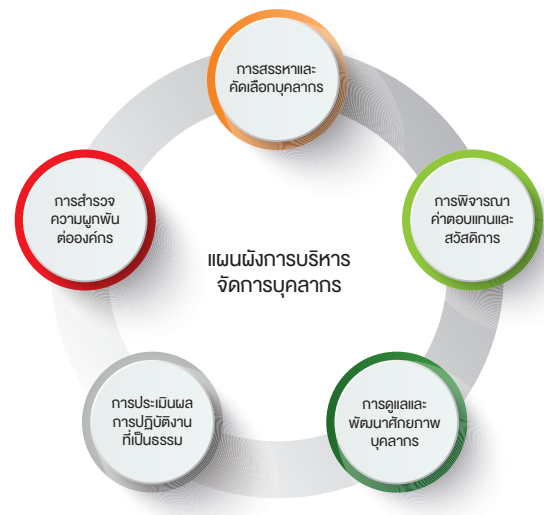 การสรรหาและ
คัดเลือกบุคลากร
การพิจารณา
ค่าตอบแทนและ
สวัสดิการ
การดูแลและ
พัฒนาศักยภาพ
บุคลากร
การประเมินผล
การปฏิบัติงาน
ที่เป็นธรรม
การสำรวจ
ความผูกพัน
ต่อองค์กร
แผนผังการบริหาร
จัดการบุคลากร